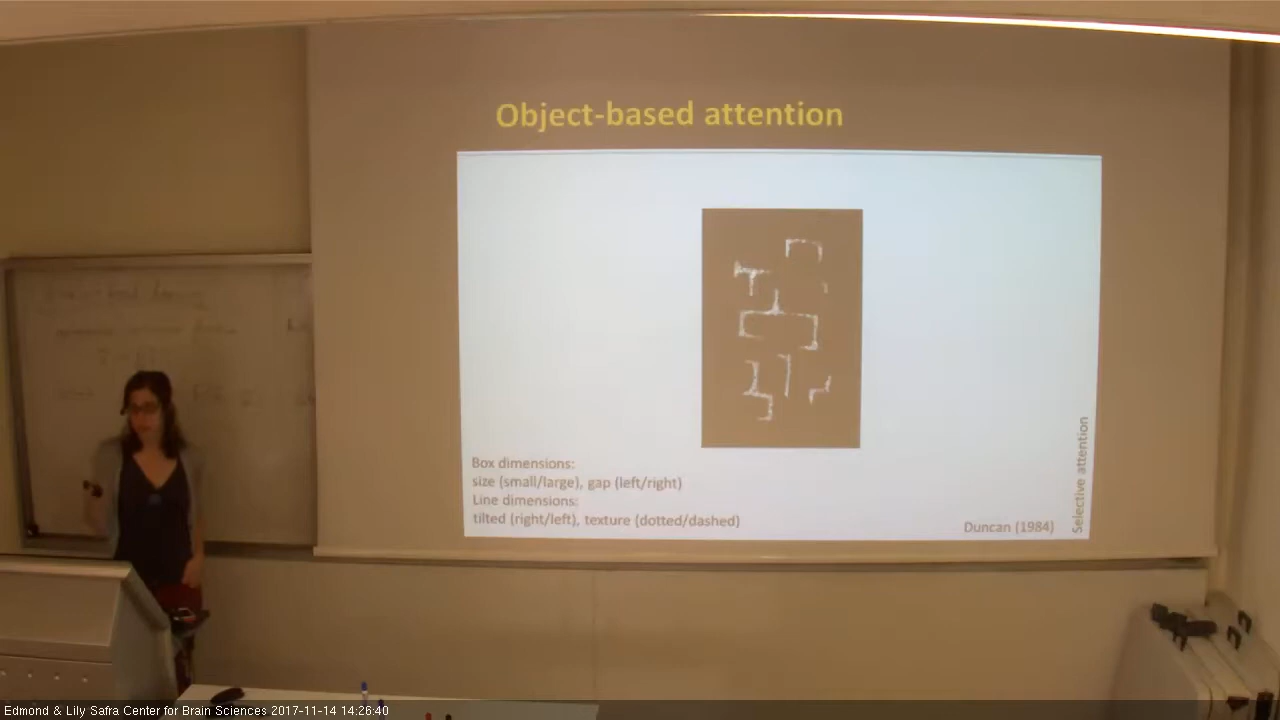 Object-based attention
Box dimensions:
size (small/large), gap (left/right)
Line dimensions:
tilted (right/left), texture (dotted/dashed)
Duncan (1984)
Selective attention
Edmond & Lily Safra Center for Brain Sciences 2017-11-14 14:26:40